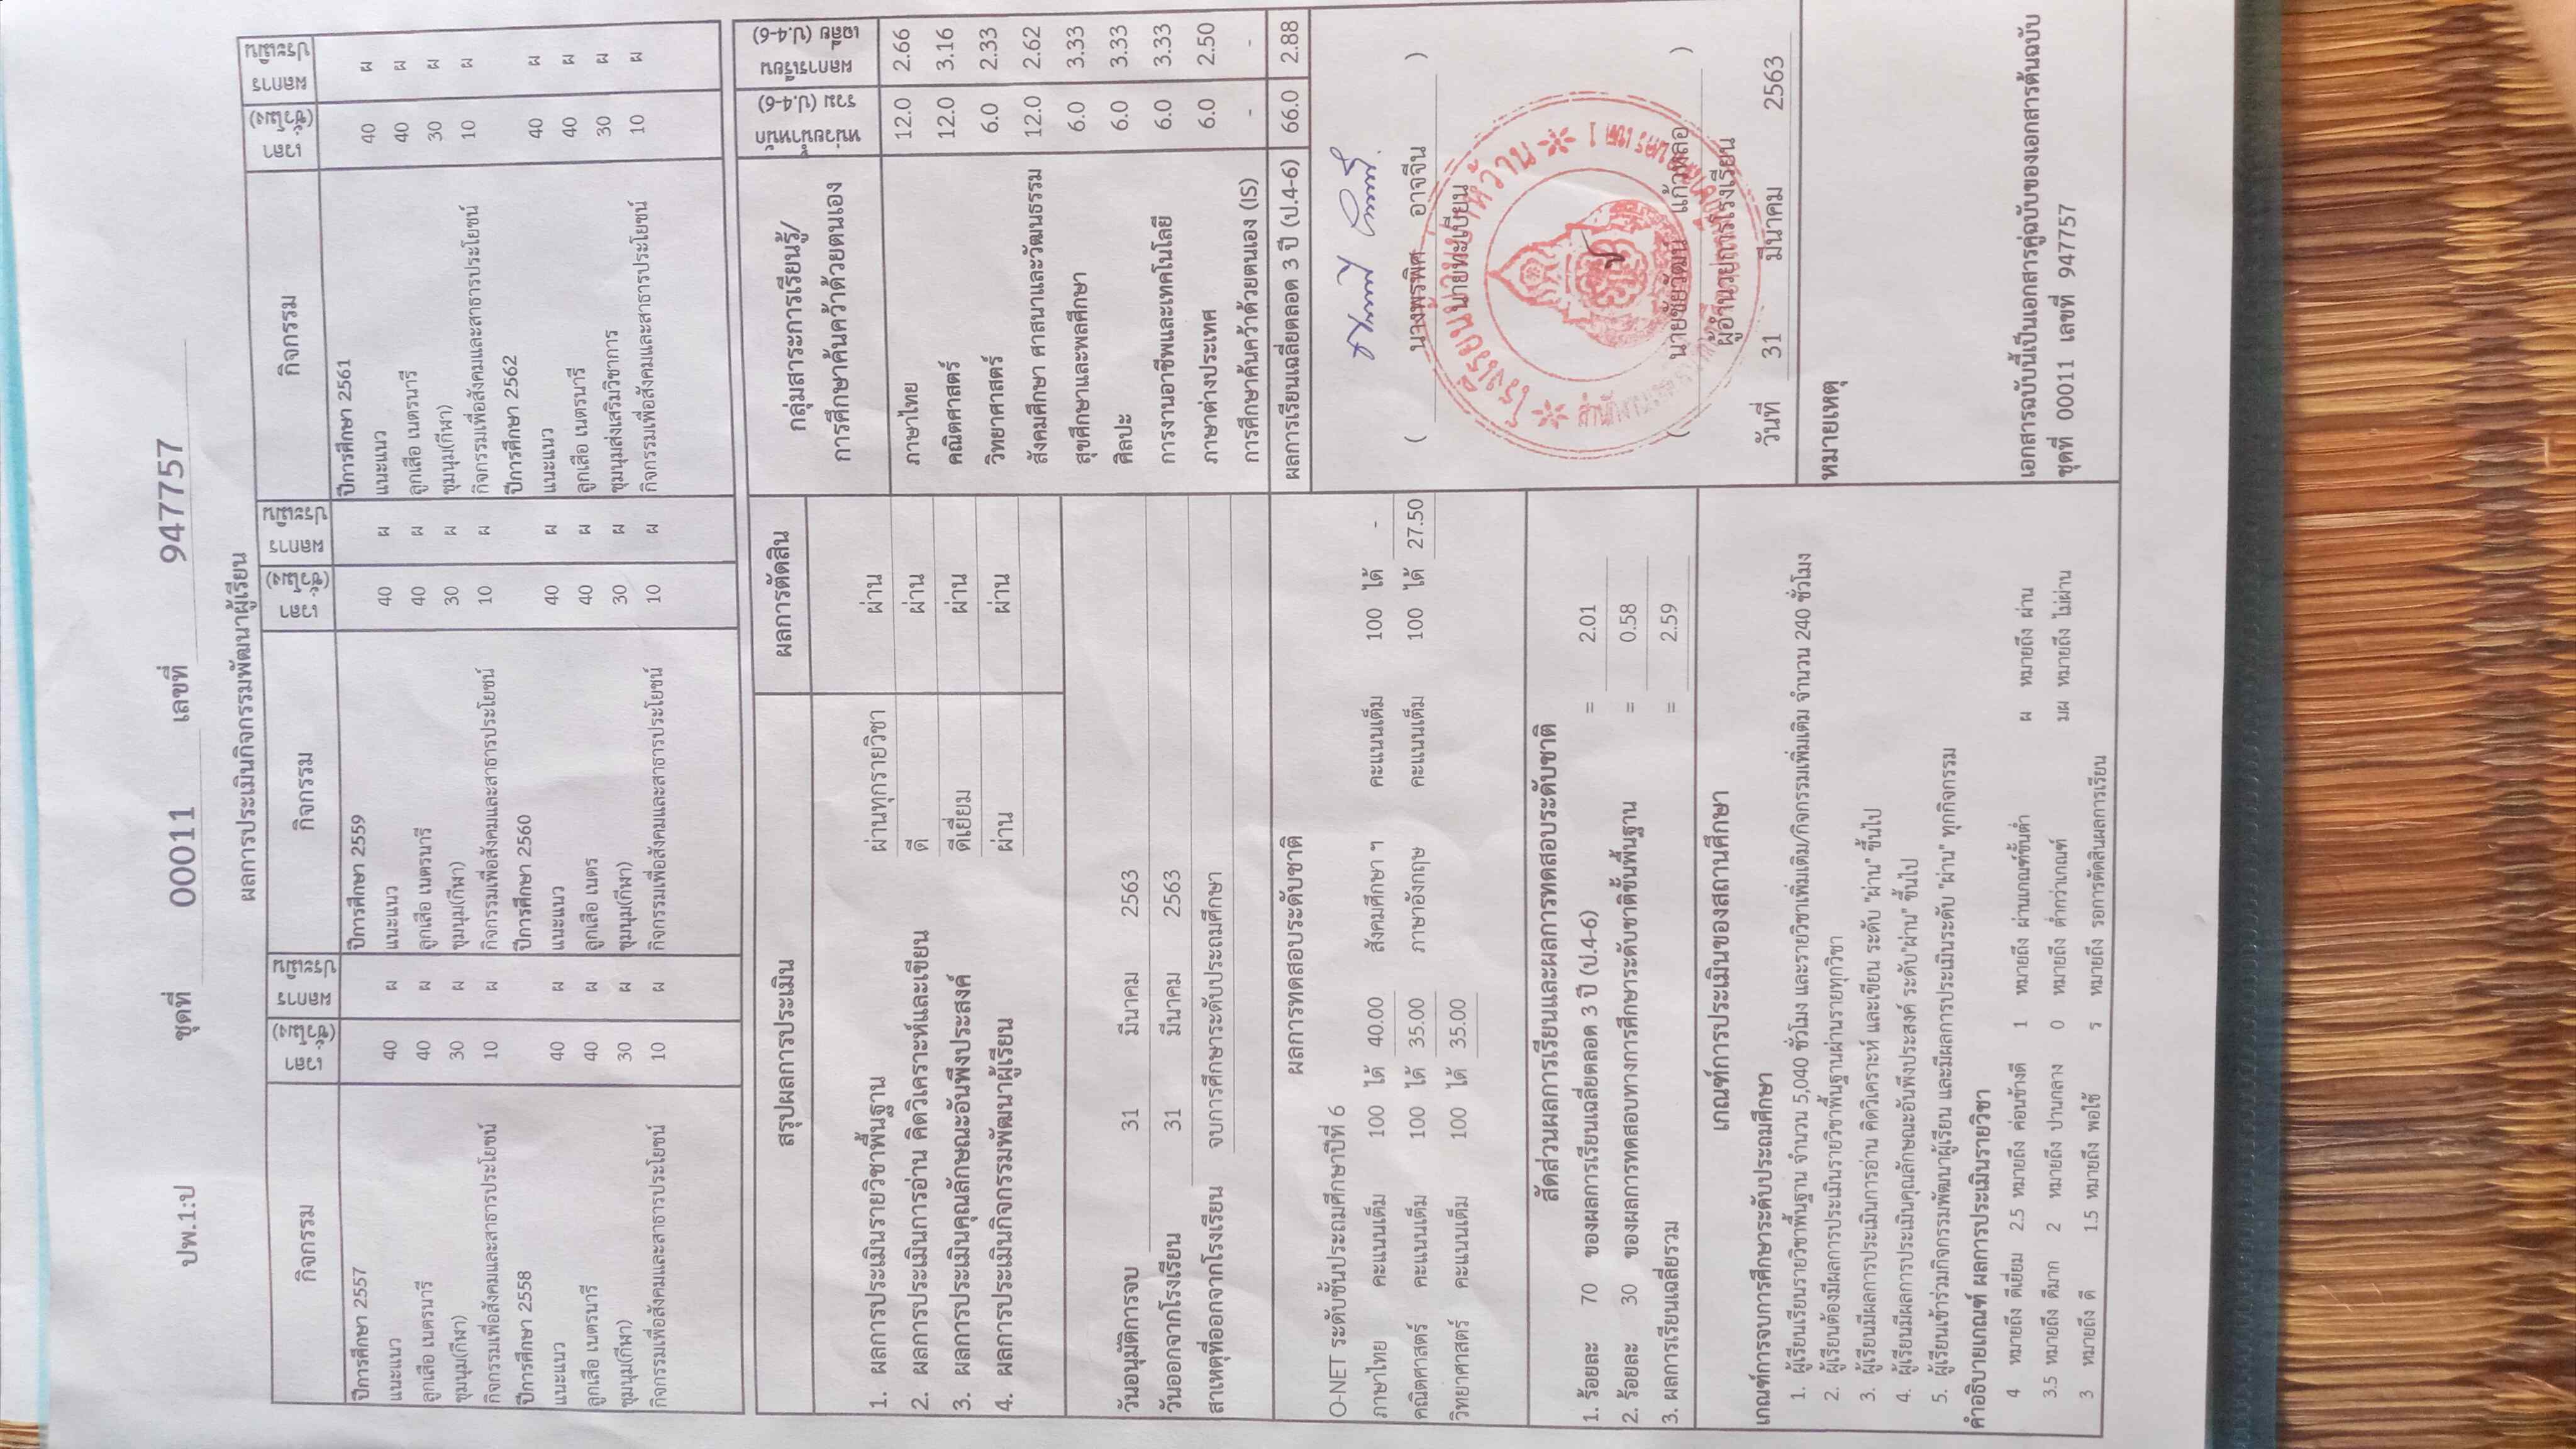 ปพ.1:ป ชุดที่ 00011 เลขที่ 947757
ผลการประเมินกิจกรรมพัฒนาผู้เรียน
กิจกรรม เวลา (ชั่วโมง) ผลการประเมิน กิจกรรม เวลา (ชั่วโมง) ผลการประเมิน กิจกรรม เวลา (ชั่วโมง) ผลการประเมิน
ปีการศึกษา 2557 ปีการศึกษา 2559 ปีการศึกษา 2561
แนะแนว 40 ผ แนะแนว 40 ผ แนะแนว 40 ผ
ลูกเสือ เนตรนารี 40 ผ ลูกเสือ เนตรนารี 40 ผ ลูกเสือ เนตรนารี 40 ผ
ชุมนุม(กีฬา) 30 ผ ชุมนุม(กีฬา) 30 ผ ชุมนุม(กีฬา) 30 ผ
กิจกรรมเพื่อสังคมและสาธารประโยชน์ 10 ผ กิจกรรมเพื่อสังคมและสาธารประโยชน์ 10 ผ กิจกรรมเพื่อสังคมและสาธารประโยชน์ 10 ผ
ปีการศึกษา 2558 ปีการศึกษา 2560 ปีการศึกษา 2562
แนะแนว 40 ผ แนะแนว 40 ผ แนะแนว 40 ผ
ลูกเสือ เนตรนารี 40 ผ ลูกเสือ เนตร 40 ผ ลูกเสือ เนตรนารี 40 ผ
ชุมนุม(กีฬา) 30 ผ ชุมนุม(กีฬา) 30 ผ ชุมนุมส่งเสริมวิชาการ 30 ผ
กิจกรรมเพื่อสังคมและสาธารประโยชน์ 10 ผ กิจกรรมเพื่อสังคมและสาธารประโยชน์ 10 ผ กิจกรรมเพื่อสังคมและสาธารประโยชน์ 10 ผ
สรุปผลการประเมิน ผลการตัดสิน
1. ผลการประเมินรายวิชาพื้นฐาน ผ่านทุกรายวิชา ผ่าน
2. ผลการประเมินการอ่าน คิดวิเคราะห์และเขียน ดี ผ่าน
3. ผลการประเมินคุณลักษณะอันพึงประสงค์ ดีเยี่ยม ผ่าน
4. ผลการประเมินกิจกรรมพัฒนาผู้เรียน ผ่าน ผ่าน
วันอนุมัติการจบ 31 มีนาคม 2563
วันออกจากโรงเรียน 31 มีนาคม 2563
สาเหตุที่ออกจากโรงเรียน จบการศึกษาระดับประถมศึกษา
ผลการทดสอบระดับชาติ
O-NET ระดับชั้นประถมศึกษาปีที่ 6
ภาษาไทย คะแนนเต็ม 100 ได้ 40.00 สังคมศึกษา ฯ คะแนนเต็ม 100 ได้ -
คณิตศาสตร์ คะแนนเต็ม 100 ได้ 35.00 ภาษาอังกฤษ คะแนนเต็ม 100 ได้ 27.50
วิทยาศาสตร์ คะแนนเต็ม 100 ได้ 35.00
สัดส่วนผลการเรียนและผลการทดสอบระดับชาติ
1. ร้อยละ 70 ของผลการเรียนเฉลี่ยตลอด 3 ปี (ป.4-6) = 2.01
2. ร้อยละ 30 ของผลการทดสอบทางการศึกษาระดับชาติขั้นพื้นฐาน = 0.58
3. ผลการเรียนเฉลี่ยรวม = 2.59
เกณฑ์การประเมินของสถานศึกษา
เกณฑ์การจบการศึกษาระดับประถมศึกษา
1. ผู้เรียนเรียนรายวิชาพื้นฐาน จำนวน 5,040 ชั่วโมง และรายวิชาเพิ่มเติม/กิจกรรมเพิ่มเติม จำนวน 240 ชั่วโมง
2. ผู้เรียนต้องมีผลการประเมินรายวิชาพื้นฐานผ่านรายทุกวิชา
3. ผู้เรียนมีผลการประเมินการอ่าน คิดวิเคราะห์ และเขียน ระดับ "ผ่าน" ขึ้นไป
4. ผู้เรียนมีผลการประเมินคุณลักษณะอันพึงประสงค์ ระดับ"ผ่าน" ขึ้นไป
5. ผู้เรียนเข้าร่วมกิจกรรมพัฒนาผู้เรียน และมีผลการประเมินระดับ "ผ่าน" ทุกกิจกรรม
คำอธิบายเกณฑ์ ผลการประเมินรายวิชา
4 หมายถึง ดีเยี่ยม 2.5 หมายถึง ค่อนข้างดี 1 หมายถึง ผ่านเกณฑ์ขั้นต่ำ ผ หมายถึง ผ่าน
3.5 หมายถึง ดีมาก 2 หมายถึง ปานกลาง 0 หมายถึง ต่ำกว่าเกณฑ์ มผ หมายถึง ไม่ผ่าน
3 หมายถึง ดี 1.5 หมายถึง พอใช้ ร หมายถึง รอการตัดสินผลการเรียน
กลุ่มสาระการเรียนรู้/ การศึกษาค้นคว้าด้วยตนเอง หน่วยน้ำหนัก รวม (ป.4-6) ผลการเรียน เฉลี่ย (ป.4-6)
ภาษาไทย 12.0 2.66
คณิตศาสตร์ 12.0 3.16
วิทยาศาสตร์ 6.0 2.33
สังคมศึกษา ศาสนาและวัฒนธรรม 12.0 2.62
สุขศึกษาและพลศึกษา 6.0 3.33
ศิลปะ 6.0 3.33
การงานอาชีพและเทคโนโลยี 6.0 3.33
ภาษาต่างประเทศ 6.0 2.50
การศึกษาค้นคว้าด้วยตนเอง (IS) - -
ผลการเรียนเฉลี่ยตลอด 3 ปี (ป.4-6) 66.0 2.88
( นางพรพิศ อาจจีน )
นายทะเบียน
( นายชัยวัฒน์ แก้วหลอ )
ผู้อำนวยการโรงเรียน
วันที่ 31 มีนาคม 2563
หมายเหตุ
เอกสารฉบับนี้เป็นเอกสารคู่ฉบับของเอกสารต้นฉบับ
ชุดที่ 00011 เลขที่ 947757